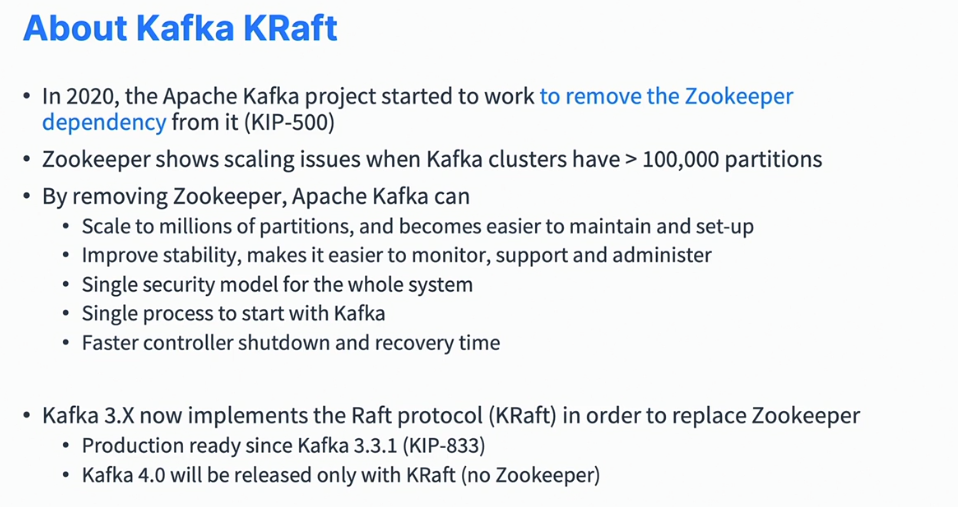 About Kafka KRaft
• In 2020, the Apache Kafka project started to work to remove the Zookeeper
dependency from it (KIP-500)
• Zookeeper shows scaling issues when Kafka clusters have > 100,000 partitions
• By removing Zookeeper, Apache Kafka can
• Scale to millions of partitions, and becomes easier to maintain and set-up
• Improve stability, makes it easier to monitor, support and administer
• Single security model for the whole system
• Single process to start with Kafka
• Faster controller shutdown and recovery time
• Kafka 3.X now implements the Raft protocol (KRaft) in order to replace Zookeeper
• Production ready since Kafka 3.3.1 (KIP-833)
• Kafka 4.0 will be released only with KRaft (no Zookeeper)